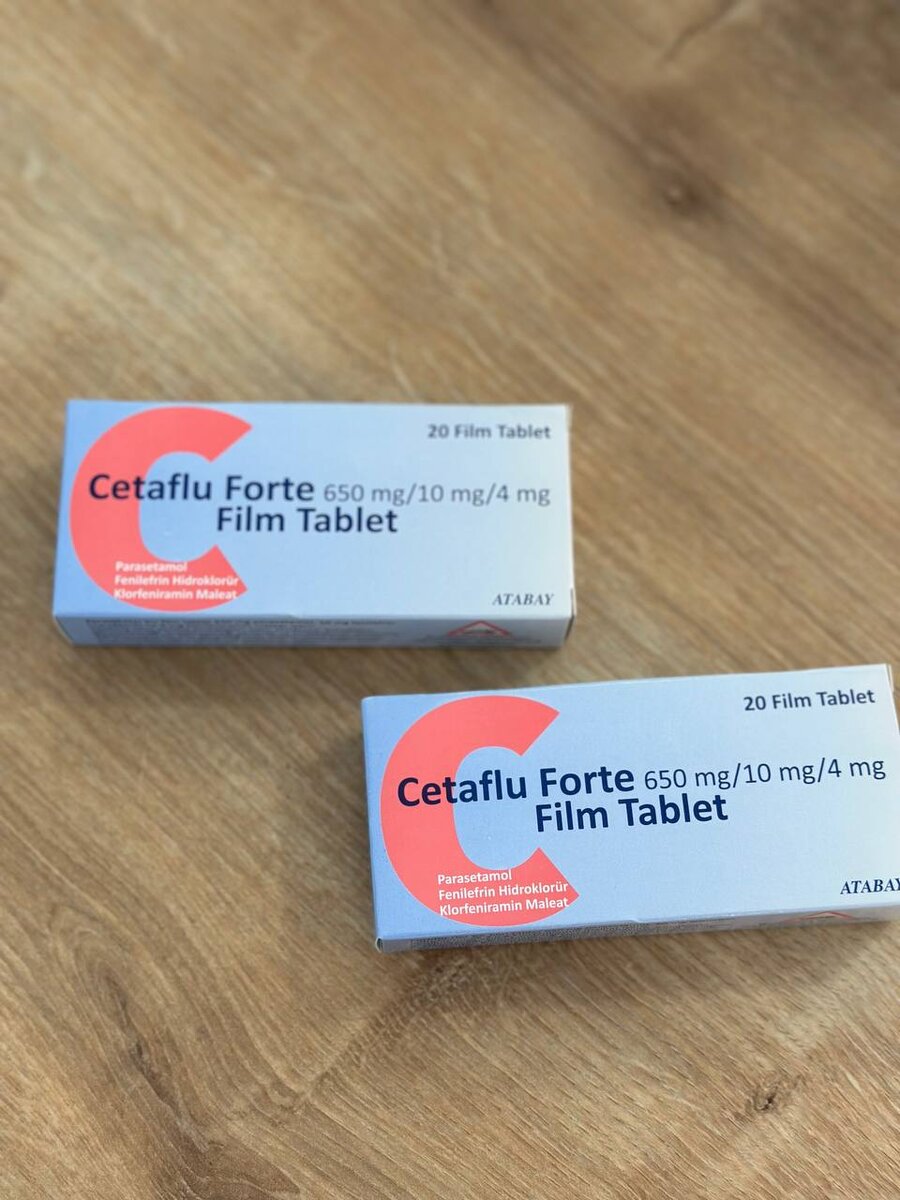 20 Film Tablet
Cetaflu Forte 650 mg/10 mg/4 mg
Film Tablet
Parasetamol
Fenilefrin Hidroklorür
Klorfeniramin Maleat
ATABAY
20 Film Tablet
Cetaflu Forte 650 mg/10 mg/4 mg
Film Tablet
Parasetamol
Fenilefrin Hidroklorür
Klorfeniramin Maleat
ATABAY